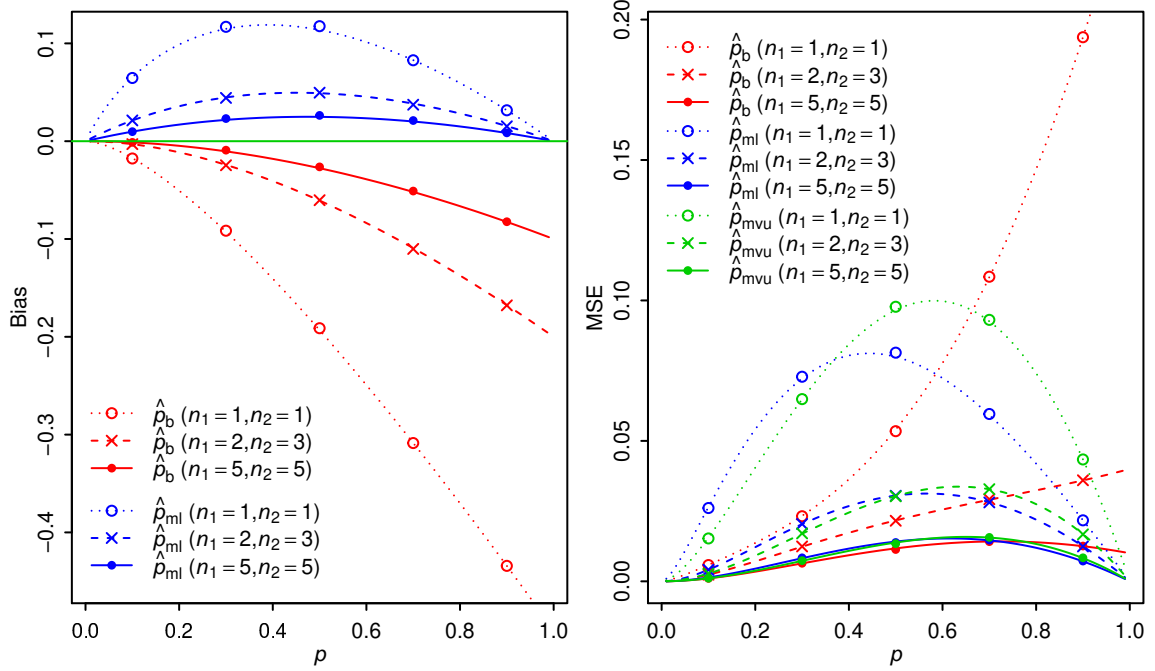 0.1
0.0
−0.1
−0.2
−0.3
−0.4
Bias
p̂b (n1 = 1, n2 = 1)
p̂b (n1 = 2, n2 = 3)
p̂b (n1 = 5, n2 = 5)
p̂ml (n1 = 1, n2 = 1)
p̂ml (n1 = 2, n2 = 3)
p̂ml (n1 = 5, n2 = 5)
0.0 0.2 0.4 0.6 0.8 1.0
p
0.20
0.15
0.10
0.05
0.00
MSE
p̂b (n1 = 1, n2 = 1)
p̂b (n1 = 2, n2 = 3)
p̂b (n1 = 5, n2 = 5)
p̂ml (n1 = 1, n2 = 1)
p̂ml (n1 = 2, n2 = 3)
p̂ml (n1 = 5, n2 = 5)
p̂mvu (n1 = 1, n2 = 1)
p̂mvu (n1 = 2, n2 = 3)
p̂mvu (n1 = 5, n2 = 5)
0.0 0.2 0.4 0.6 0.8 1.0
p